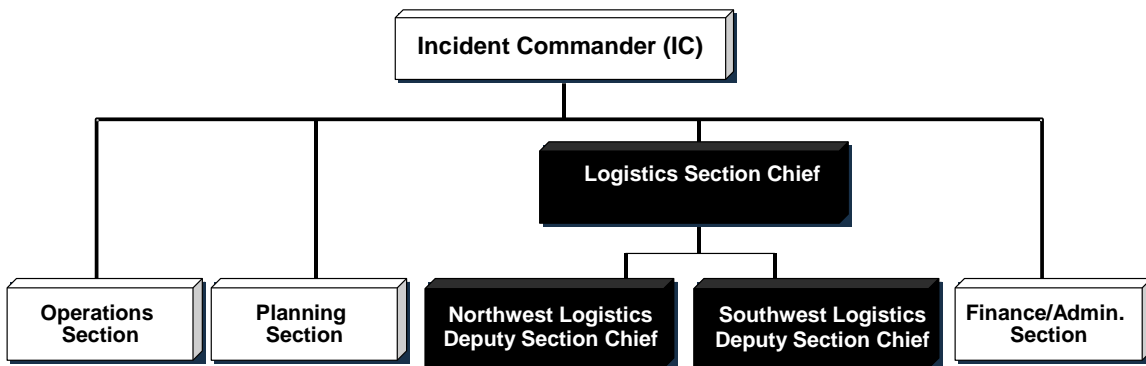 Incident Commander (IC)
Logistics Section Chief
Operations
Section
Planning
Section
Northwest Logistics
Deputy Section Chief
Southwest Logistics
Deputy Section Chief
Finance/Admin.
Section